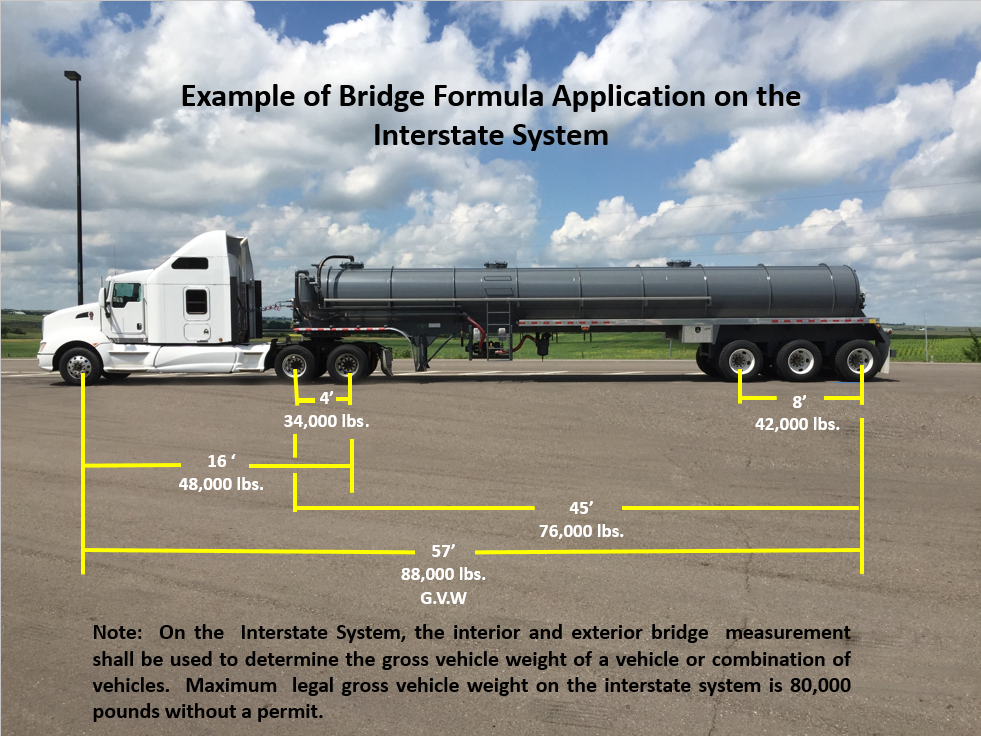 Example of Bridge Formula Application on the
Interstate System
4’
34,000 lbs.
8’
42,000 lbs.
16 ‘
48,000 lbs.
45’
76,000 lbs.
57’
88,000 lbs.
G.V.W
Note: On the Interstate System, the interior and exterior bridge measurement
shall be used to determine the gross vehicle weight of a vehicle or combination of
vehicles. Maximum legal gross vehicle weight on the interstate system is 80,000
pounds without a permit.